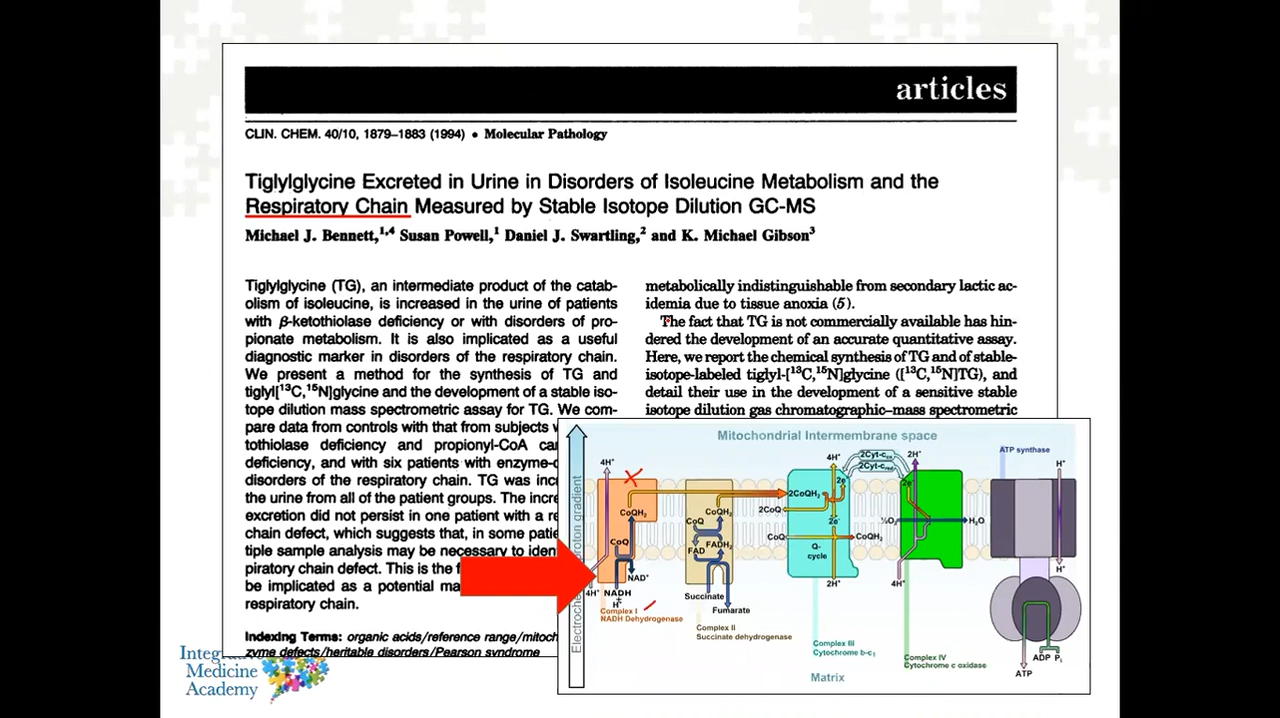 articles
CLIN. CHEM. 40/10, 1879–1883 (1994) • Molecular Pathology
Tiglylglycine Excreted in Urine in Disorders of Isoleucine Metabolism and the
Respiratory Chain Measured by Stable Isotope Dilution GC-MS
Michael J. Bennett,1,4 Susan Powell,1 Daniel J. Swartling,2 and K. Michael Gibson3
Tiglylglycine (TG), an intermediate product of the catab-
olism of isoleucine, is increased in the urine of patients
with β-ketothiolase deficiency or with disorders of pro-
pionate metabolism. It is also implicated as a useful
diagnostic marker in disorders of the respiratory chain.
We present a method for the synthesis of TG and
tiglyl[¹³C,¹⁵N]glycine and the development of a stable iso-
tope dilution mass spectrometric assay for TG. We com-
pare data from controls with that from subjects
tothiolase deficiency and propionyl-CoA
deficiency, and with six patients with
disorders of the respiratory chain. TG was
the urine from all of the patient groups. The
excretion did not persist in one patient with a
chain defect, which suggests that, in some
tiple sample analysis may be necessary to
piratory chain defect. This is the
be implicated as a potential
respiratory chain.
Indexing Terms: organic acids/reference range/
zyme defects/heritable disorders/Pearson syndrome
metabolically indistinguishable from secondary lactic ac-
idemia due to tissue anoxia (5).
The fact that TG is not commercially available has hin-
dered the development of an accurate quantitative assay.
Here, we report the chemical synthesis of TG and of stable-
isotope-labeled tiglyl-[¹³C,¹⁵N]glycine ([¹³C,¹⁵N]TG), and
detail their use in the development of a sensitive stable
isotope dilution gas chromatographic–mass spectrometric
Mitochondrial Intermembrane space
4H⁺
CoQH₂
CoQ
NAD⁺
4H⁺
NADH
+
H⁺
Complex I
NADH Dehydrogenase
CoQ
CoQH₂
FAD
FADH₂
Succinate
Fumarate
Complex II
Succinate dehydrogenase
4H⁺
2Cyt-c
2Cyt-c
2e⁻
2CoQH₂
2CoQ
2e⁻
CoQ
CoQH₂
Q-
cycle
2H⁺
Complex III
Cytochrome b-c₁
2H⁺
2e⁻
½O₂
H₂O
4H⁺
Complex IV
Cytochrome c oxidase
ATP synthase
H⁺
H⁺
ADP Pi
ATP
Matrix
Medicine
Academy